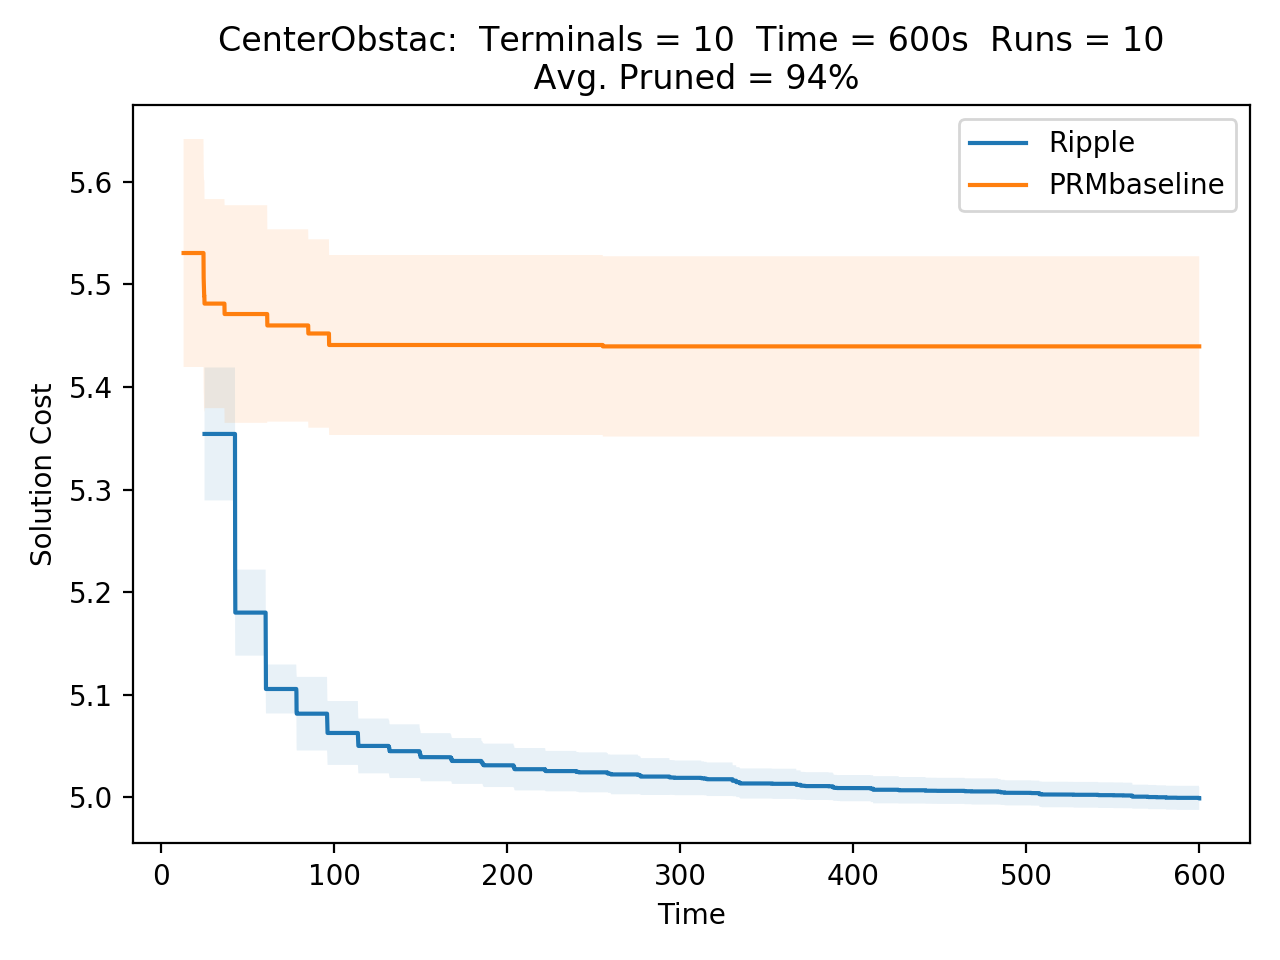 CenterObstac:  Terminals = 10  Time = 600s  Runs = 10
Avg. Pruned = 94%
Ripple
PRMbaseline
Solution Cost
5.6
5.5
5.4
5.3
5.2
5.1
5.0
0 100 200 300 400 500 600
Time